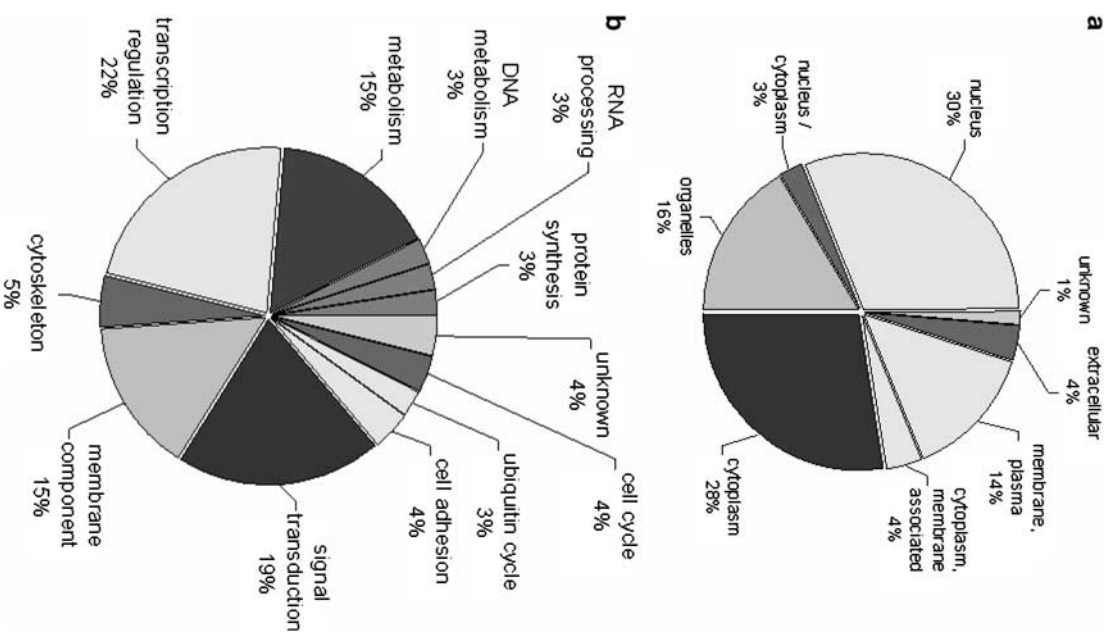 a
nucleus
30%
unknown
1%
extracellular
4%
membrane,
plasma
14%
cytoplasm,
membrane
associated
4%
cytoplasm
28%
organelles
16%
nucleus /
cytoplasm
3%
b
metabolism
15%
DNA
metabolism
3%
RNA
processing
3%
protein
synthesis
3%
unknown
4%
cell cycle
4%
ubiquitin cycle
3%
cell adhesion
4%
signal
transduction
19%
membrane
component
15%
cytoskeleton
5%
transcription
regulation
22%